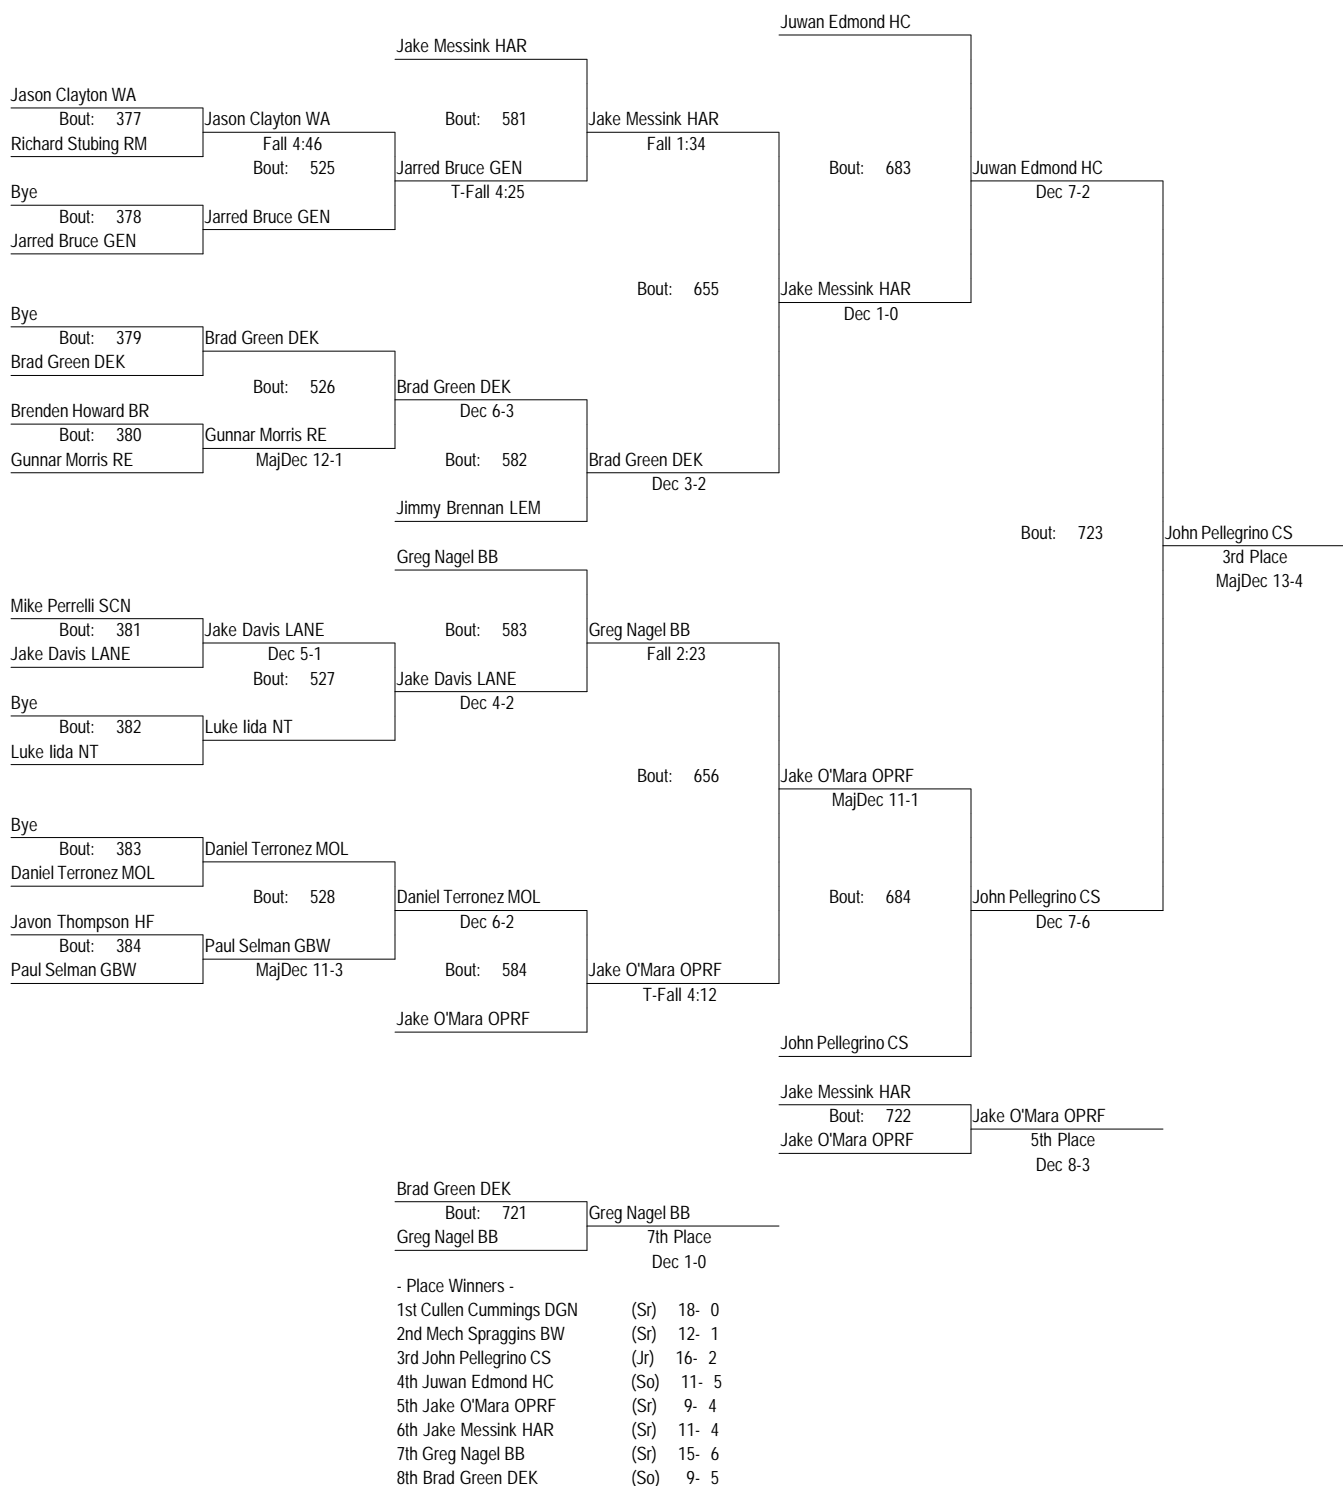 Juwan Edmond HC
Jake Messink HAR
Jason Clayton WA
Bout: 377
Jason Clayton WA
Bout: 581
Jake Messink HAR
Richard Stubing RM
Fall 4:46
Fall 1:34
Bout: 525
Jarred Bruce GEN
Bout: 683
Juwan Edmond HC
Bye
T-Fall 4:25
Dec 7-2
Bout: 378
Jarred Bruce GEN
Jarred Bruce GEN
Bout: 655
Jake Messink HAR
Bye
Dec 1-0
Bout: 379
Brad Green DEK
Brad Green DEK
Bout: 526
Brad Green DEK
Brenden Howard BR
Dec 6-3
Bout: 380
Gunnar Morris RE
Gunnar Morris RE
MajDec 12-1
Bout: 582
Brad Green DEK
Dec 3-2
Jimmy Brennan LEM
Bout: 723
John Pellegrino CS
Greg Nagel BB
3rd Place
MajDec 13-4
Mike Perrelli SCN
Bout: 381
Jake Davis LANE
Bout: 583
Greg Nagel BB
Jake Davis LANE
Dec 5-1
Fall 2:23
Bout: 527
Jake Davis LANE
Bye
Dec 4-2
Bout: 382
Luke Iida NT
Luke Iida NT
Bout: 656
Jake O'Mara OPRF
MajDec 11-1
Bye
Bout: 383
Daniel Terronez MOL
Daniel Terronez MOL
Bout: 528
Daniel Terronez MOL
Bout: 684
John Pellegrino CS
Javon Thompson HF
Dec 6-2
Dec 7-6
Bout: 384
Paul Selman GBW
Paul Selman GBW
MajDec 11-3
Bout: 584
Jake O'Mara OPRF
T-Fall 4:12
Jake O'Mara OPRF
John Pellegrino CS
Jake Messink HAR
Bout: 722
Jake O'Mara OPRF
Jake O'Mara OPRF
5th Place
Dec 8-3
Brad Green DEK
Bout: 721
Greg Nagel BB
Greg Nagel BB
7th Place
Dec 1-0
- Place Winners -
1st Cullen Cummings DGN (Sr) 18- 0
2nd Mech Spraggins BW (Sr) 12- 1
3rd John Pellegrino CS (Jr) 16- 2
4th Juwan Edmond HC (So) 11- 5
5th Jake O'Mara OPRF (Sr) 9- 4
6th Jake Messink HAR (Sr) 11- 4
7th Greg Nagel BB (Sr) 15- 6
8th Brad Green DEK (So) 9- 5